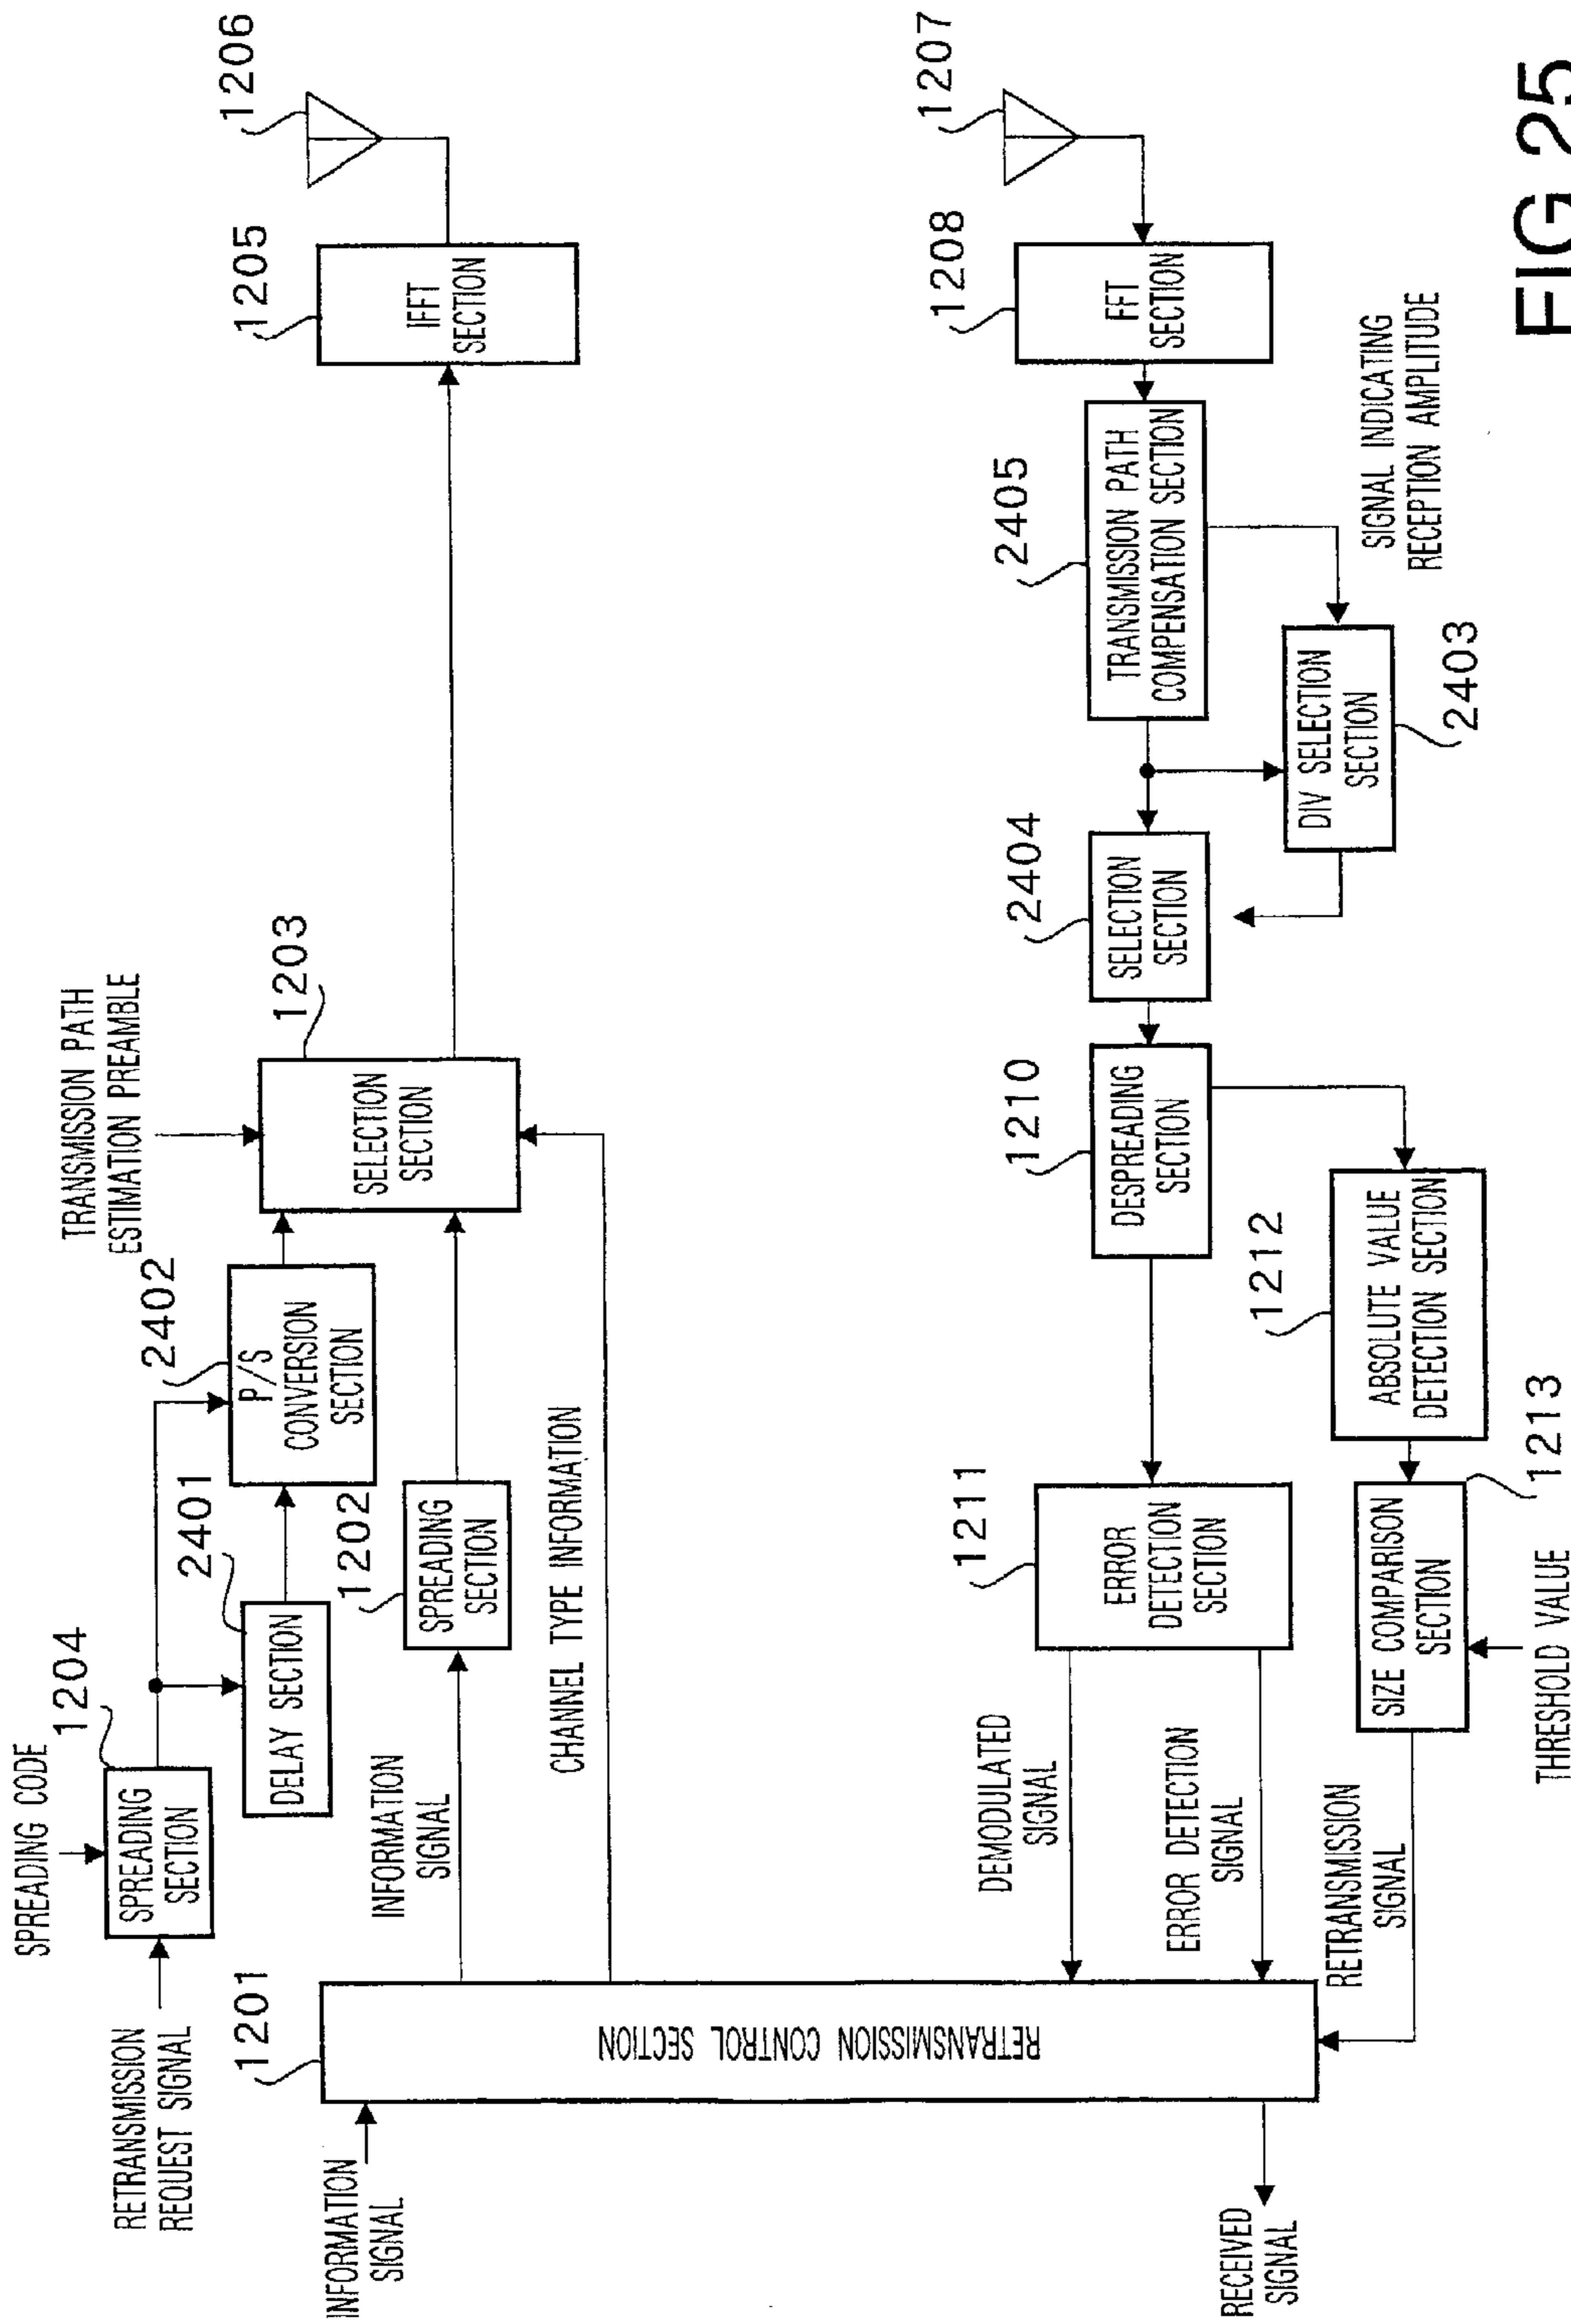 SPREADING CODE
1204
SPREADING
SECTION
RETRANSMISSION
REQUEST SIGNAL
2401
DELAY SECTION
2402
P/S
CONVERSION
SECTION
TRANSMISSION PATH
ESTIMATION PREAMBLE
1203
SELECTION
SECTION
1202
SPREADING
SECTION
INFORMATION
SIGNAL
CHANNEL TYPE INFORMATION
1205
IFFT
SECTION
1206
1201
RETRANSMISSION CONTROL SECTION
INFORMATION
SIGNAL
RECEIVED
SIGNAL
DEMODULATED
SIGNAL
ERROR DETECTION
SIGNAL
RETRANSMISSION
SIGNAL
1211
ERROR
DETECTION
SECTION
1213
SIZE COMPARISON
SECTION
THRESHOLD VALUE
1212
ABSOLUTE VALUE
DETECTION SECTION
1210
DESPREADING
SECTION
2404
SELECTION
SECTION
2403
DIV SELECTION
SECTION
2405
TRANSMISSION PATH
COMPENSATION SECTION
SIGNAL INDICATING
RECEPTION AMPLITUDE
1208
FFT
SECTION
1207
FIG 25